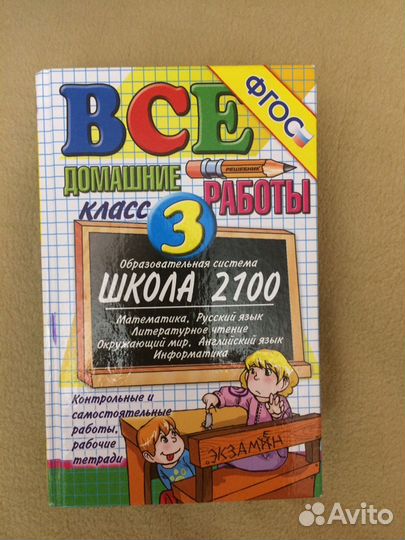 ВСЕ
ФГОС
ДОМАШНИЕ
РЕШЕБНИК
РАБОТЫ
класс
3
Образовательная система
ШКОЛА 2100
Математика, Русский язык
Литературное чтение
Окружающий мир, Английский язык
Информатика
Контрольные и
самостоятельные
работы,
рабочие
тетради
ЭКЗАМЕН
Avito